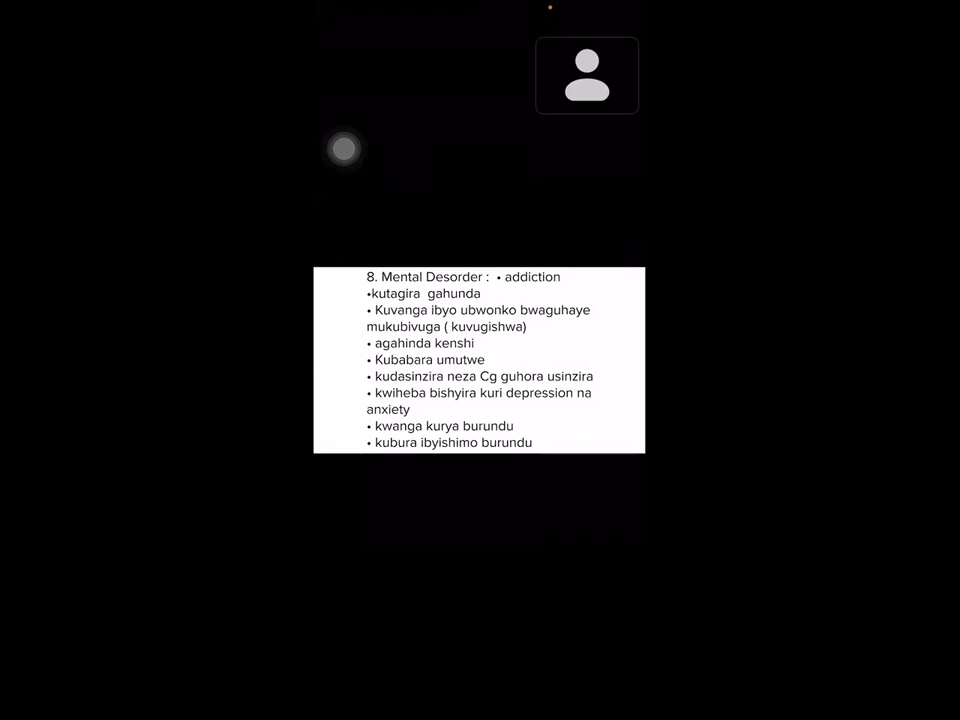 8. Mental Desorder :  • addiction
•kutagira  gahunda
• Kuvanga ibyo ubwonko bwaguhaye
mukubivuga ( kuvugishwa)
• agahinda kenshi
• Kubabara umutwe
• kudasinzira neza Cg guhora usinzira
• kwiheba bishyira kuri depression na
anxiety
• kwanga kurya burundu
• kubura ibyishimo burundu